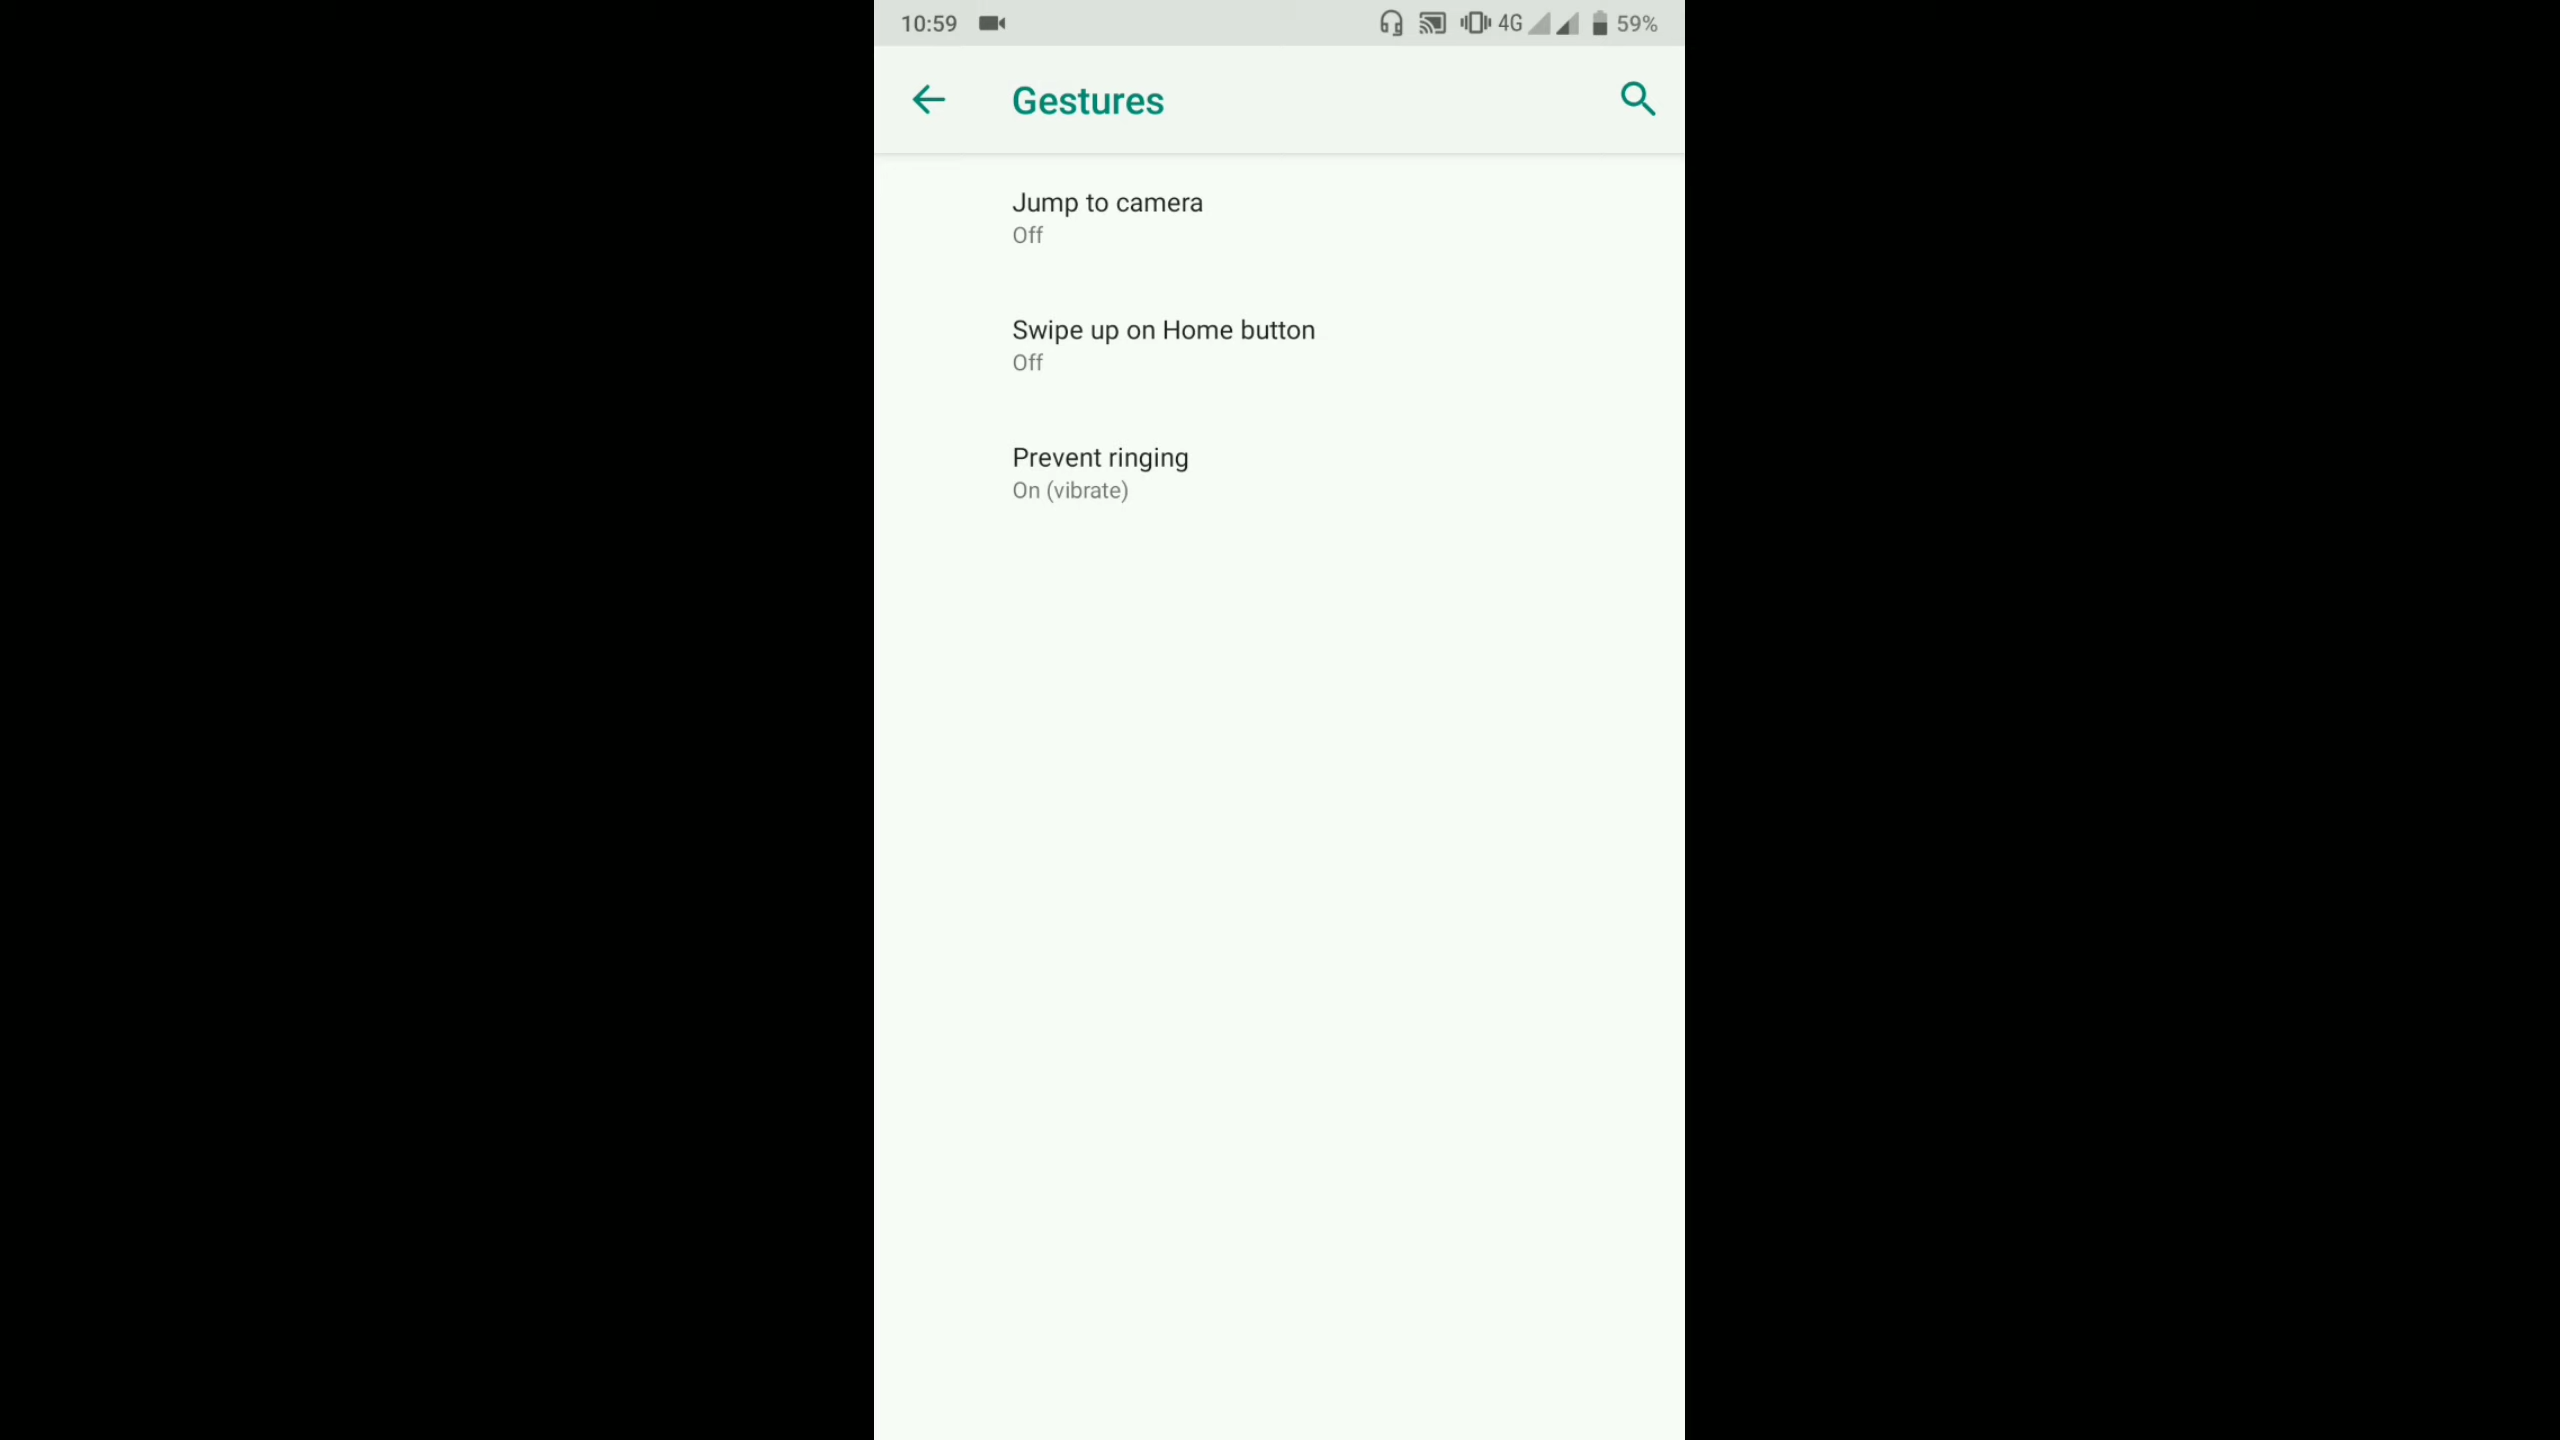 10:59 4G 59%
Gestures
Jump to camera
Off
Swipe up on Home button
Off
Prevent ringing
On (vibrate)